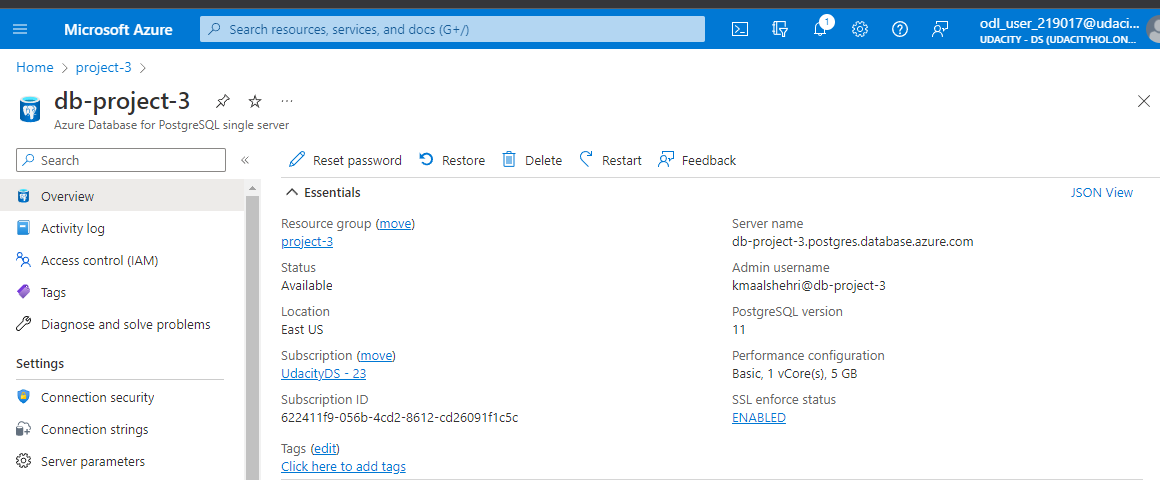 Microsoft Azure
Search resources, services, and docs (G+/)
1
odl_user_219017@udaci...
UDACITY - DS (UDACITYHOL.ON...
Home > project-3 >
db-project-3 ...
Azure Database for PostgreSQL single server
Search «
Reset password Restore Delete Restart Feedback
Overview
Activity log
Access control (IAM)
Tags
Diagnose and solve problems
Settings
Connection security
Connection strings
Server parameters
Essentials JSON View
Resource group (move)
project-3
Status
Available
Location
East US
Subscription (move)
UdacityDS - 23
Subscription ID
622411f9-056b-4cd2-8612-cd26091f1c5c
Tags (edit)
Click here to add tags
Server name
db-project-3.postgres.database.azure.com
Admin username
kmaalshehri@db-project-3
PostgreSQL version
11
Performance configuration
Basic, 1 vCore(s), 5 GB
SSL enforce status
ENABLED